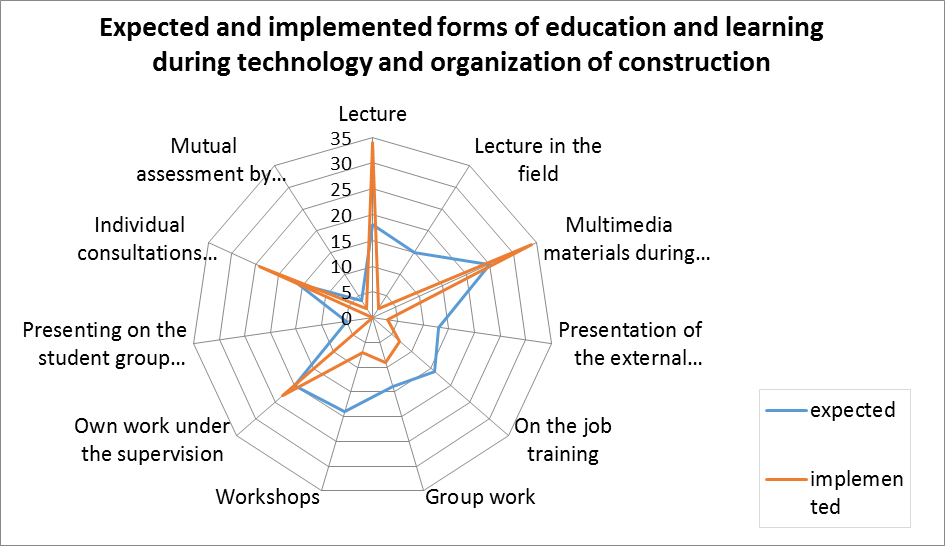 Expected and implemented forms of education and learning
during technology and organization of construction
Lecture
Lecture in the
field
Multimedia
materials during...
Presentation of
the external...
On the job
training
Group work
Workshops
Own work under
the supervision
Presenting on the
student group...
Individual
consultations...
Mutual
assessment by...
35
30
25
20
15
10
5
0
expected
implemen
ted